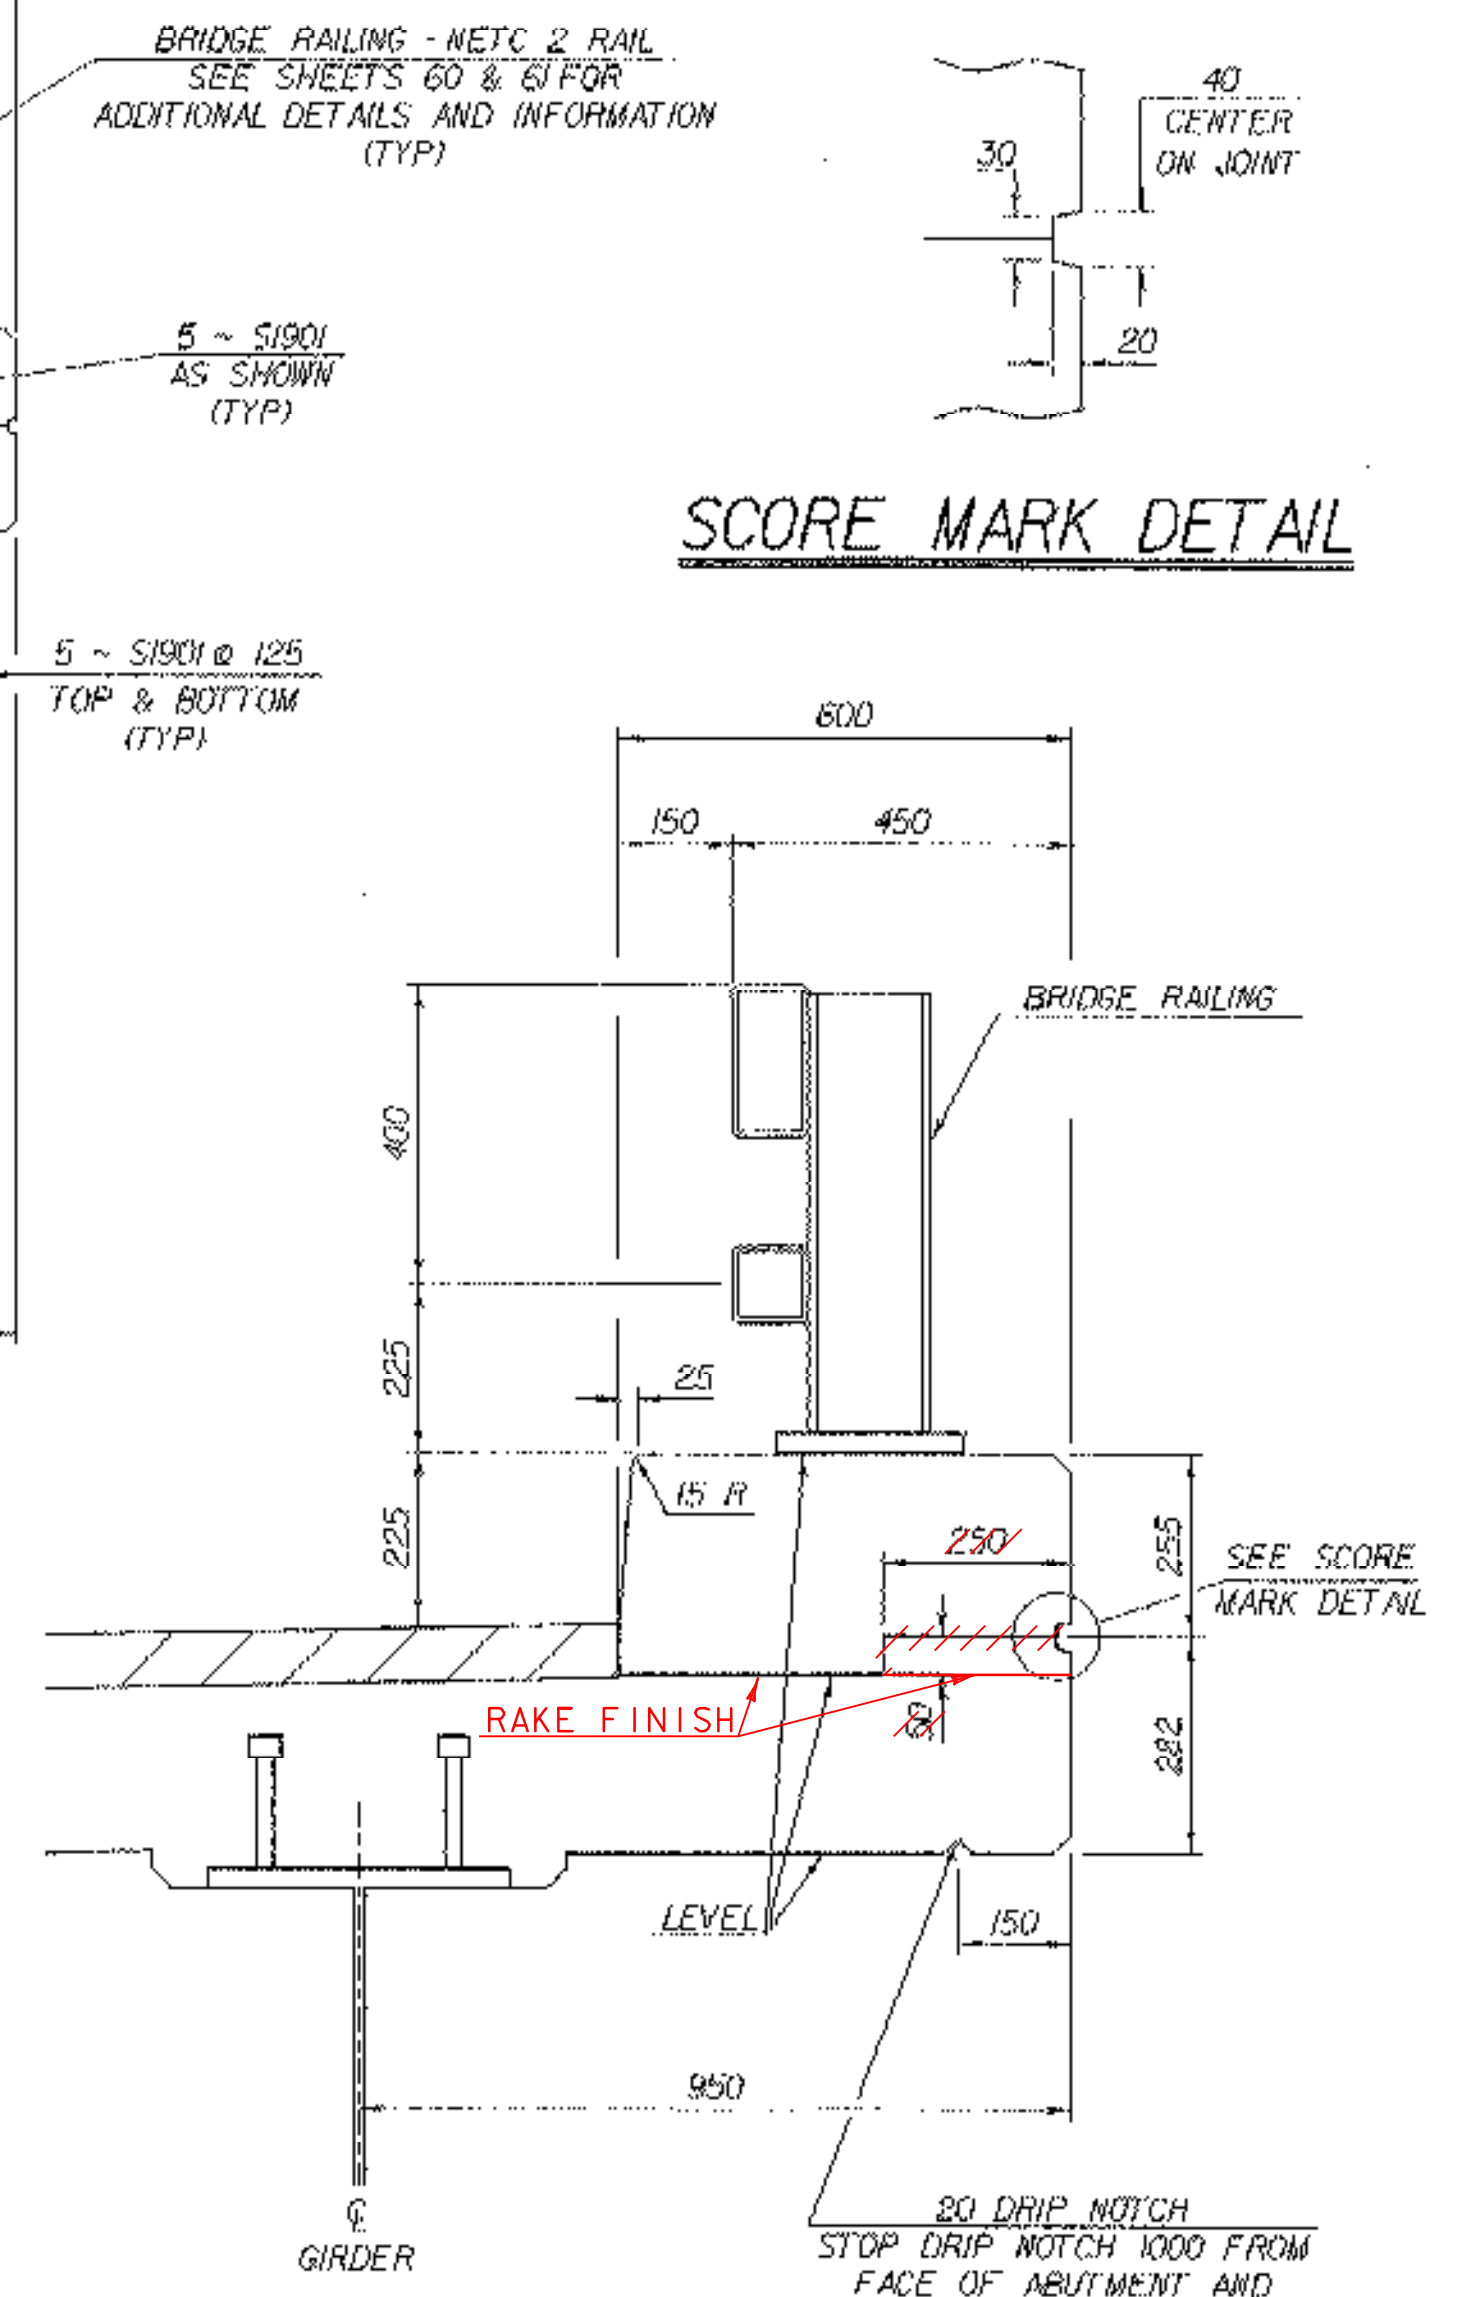 BRIDGE RAILING - NETC 2 RAIL
SEE SHEETS 60 & 61 FOR
ADDITIONAL DETAILS AND INFORMATION
(TYP)
40
CENTER
ON JOINT
30
20
5 ~ S1901
AS SHOWN
(TYP)
SCORE MARK DETAIL
5 ~ S1901 @ 125
TOP & BOTTOM
(TYP)
600
150
450
BRIDGE RAILING
400
225
25
15 R
225
250
255
SEE SCORE
MARK DETAIL
RAKE FINISH
282
LEVEL
150
950
℄
GIRDER
20 DRIP NOTCH
STOP DRIP NOTCH 1000 FROM
FACE OF ABUTMENT AND